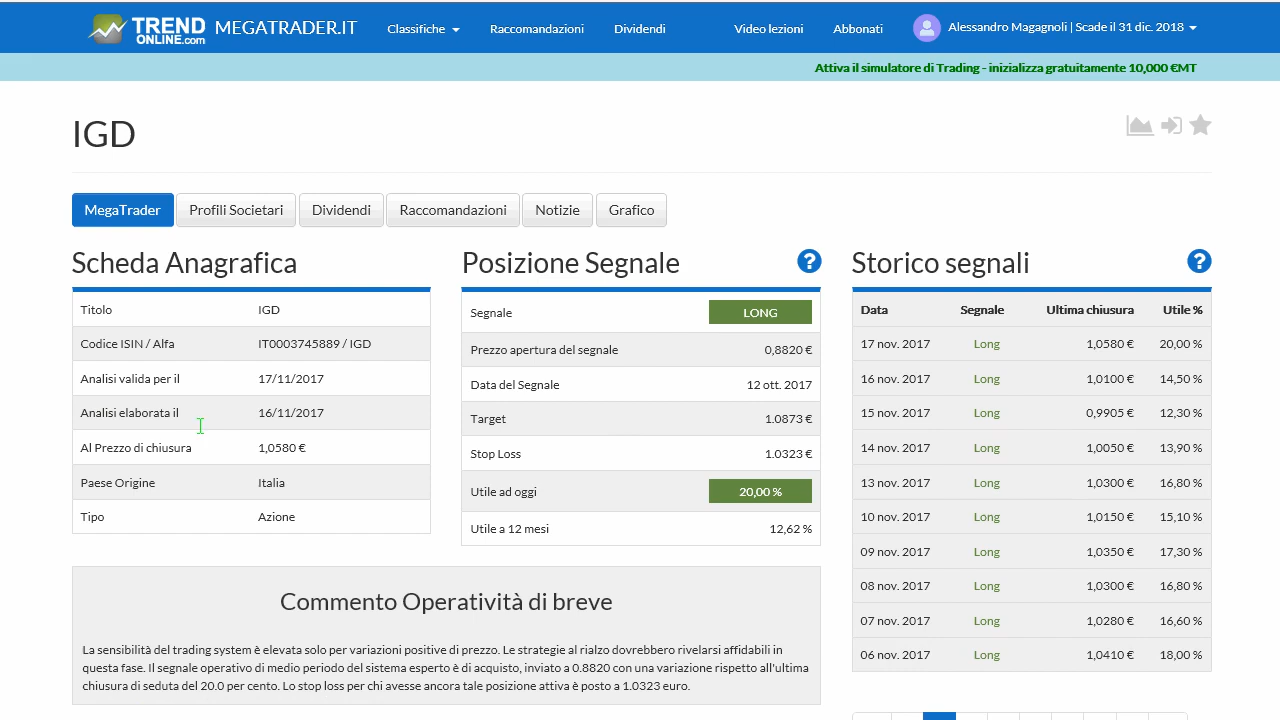 TREND ONLINE.com MEGATRADER.IT Classifiche Raccomandazioni Dividendi Video lezioni Abbonati Alessandro Magagnoli | Scade il 31 dic. 2018
Attiva il simulatore di Trading - inizializza gratuitamente 10,000 €MT
IGD
MegaTrader Profili Societari Dividendi Raccomandazioni Notizie Grafico
Scheda Anagrafica
Titolo IGD
Codice ISIN / Alfa IT0003745889 / IGD
Analisi valida per il 17/11/2017
Analisi elaborata il 16/11/2017
Al Prezzo di chiusura 1,0580 €
Paese Origine Italia
Tipo Azione
Posizione Segnale ?
Segnale LONG
Prezzo apertura del segnale 0,8820 €
Data del Segnale 12 ott. 2017
Target 1.0873 €
Stop Loss 1.0323 €
Utile ad oggi 20,00 %
Utile a 12 mesi 12,62 %
Storico segnali ?
Data Segnale Ultima chiusura Utile %
17 nov. 2017 Long 1,0580 € 20,00 %
16 nov. 2017 Long 1,0100 € 14,50 %
15 nov. 2017 Long 0,9905 € 12,30 %
14 nov. 2017 Long 1,0050 € 13,90 %
13 nov. 2017 Long 1,0300 € 16,80 %
10 nov. 2017 Long 1,0150 € 15,10 %
09 nov. 2017 Long 1,0350 € 17,30 %
08 nov. 2017 Long 1,0300 € 16,80 %
07 nov. 2017 Long 1,0280 € 16,60 %
06 nov. 2017 Long 1,0410 € 18,00 %
Commento Operatività di breve
La sensibilità del trading system è elevata solo per variazioni positive di prezzo. Le strategie al rialzo dovrebbero rivelarsi affidabili in
questa fase. Il segnale operativo di medio periodo del sistema esperto è di acquisto, inviato a 0.8820 con una variazione rispetto all'ultima
chiusura di seduta del 20.0 per cento. Lo stop loss per chi avesse ancora tale posizione attiva è posto a 1.0323 euro.